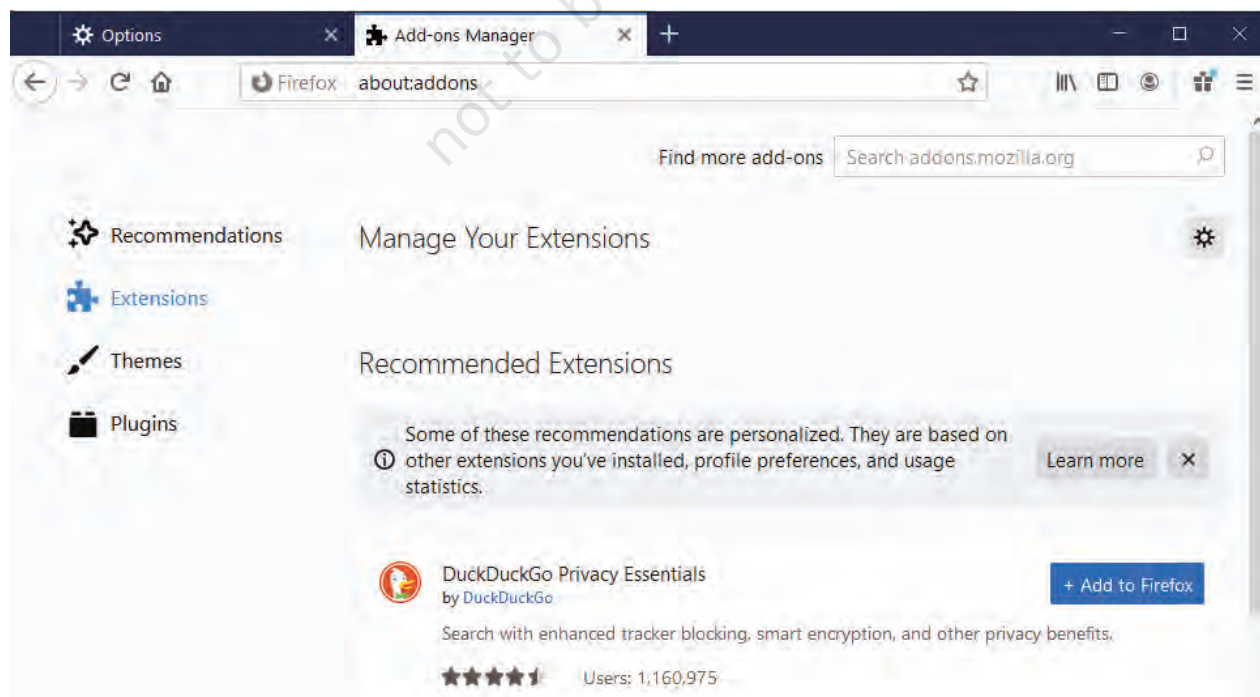 Options
Add-ons Manager
Firefox about:addons
not to b
Find more add-ons Search addons.mozilla.org
Recommendations
Manage Your Extensions
Extensions
Themes
Recommended Extensions
Plugins
Some of these recommendations are personalized. They are based on
other extensions you've installed, profile preferences, and usage
statistics.
Learn more
DuckDuckGo Privacy Essentials
by DuckDuckGo
+ Add to Firefox
Search with enhanced tracker blocking, smart encryption, and other privacy benefits.
Users: 1,160,975